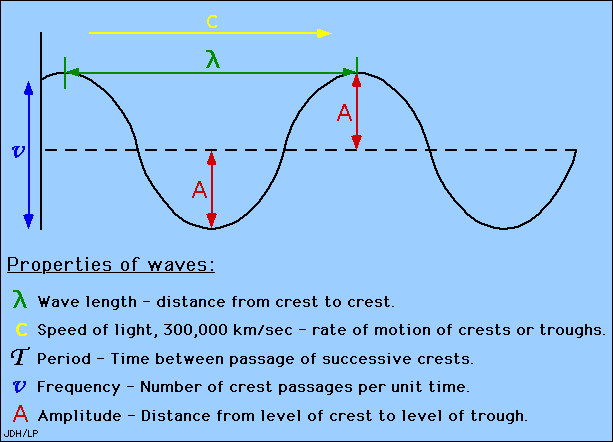 c
λ
A
ν
A
Properties of waves:
λ Wave length - distance from crest to crest.
c Speed of light, 300,000 km/sec - rate of motion of crests or troughs.
T Period - Time between passage of successive crests.
ν Frequency - Number of crest passages per unit time.
A Amplitude - Distance from level of crest to level of trough.
JDH/LP